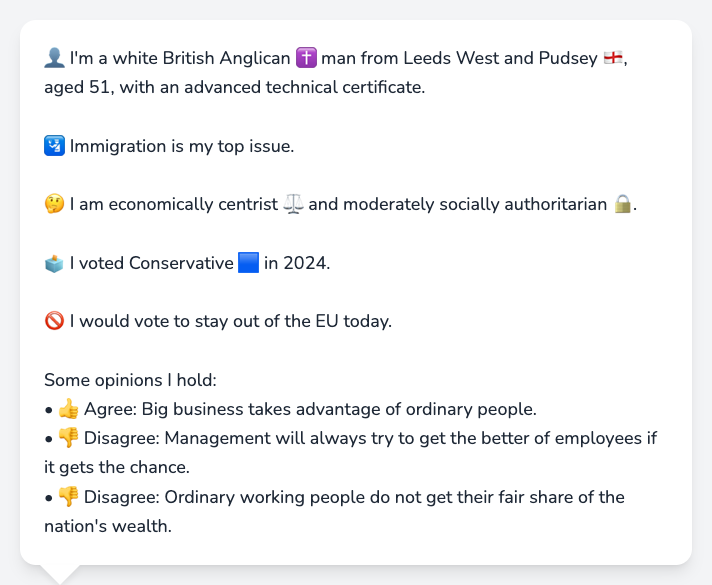 👤 I'm a white British Anglican ✝️ man from Leeds West and Pudsey 🏴󠁧󠁢󠁥󠁮󠁧󠁿,
aged 51, with an advanced technical certificate.
🛂 Immigration is my top issue.
🤔 I am economically centrist ⚖️ and moderately socially authoritarian 🔒.
🗳️ I voted Conservative 🟦 in 2024.
🚫 I would vote to stay out of the EU today.
Some opinions I hold:
• 👍 Agree: Big business takes advantage of ordinary people.
• 👎 Disagree: Management will always try to get the better of employees if
it gets the chance.
• 👎 Disagree: Ordinary working people do not get their fair share of the
nation's wealth.